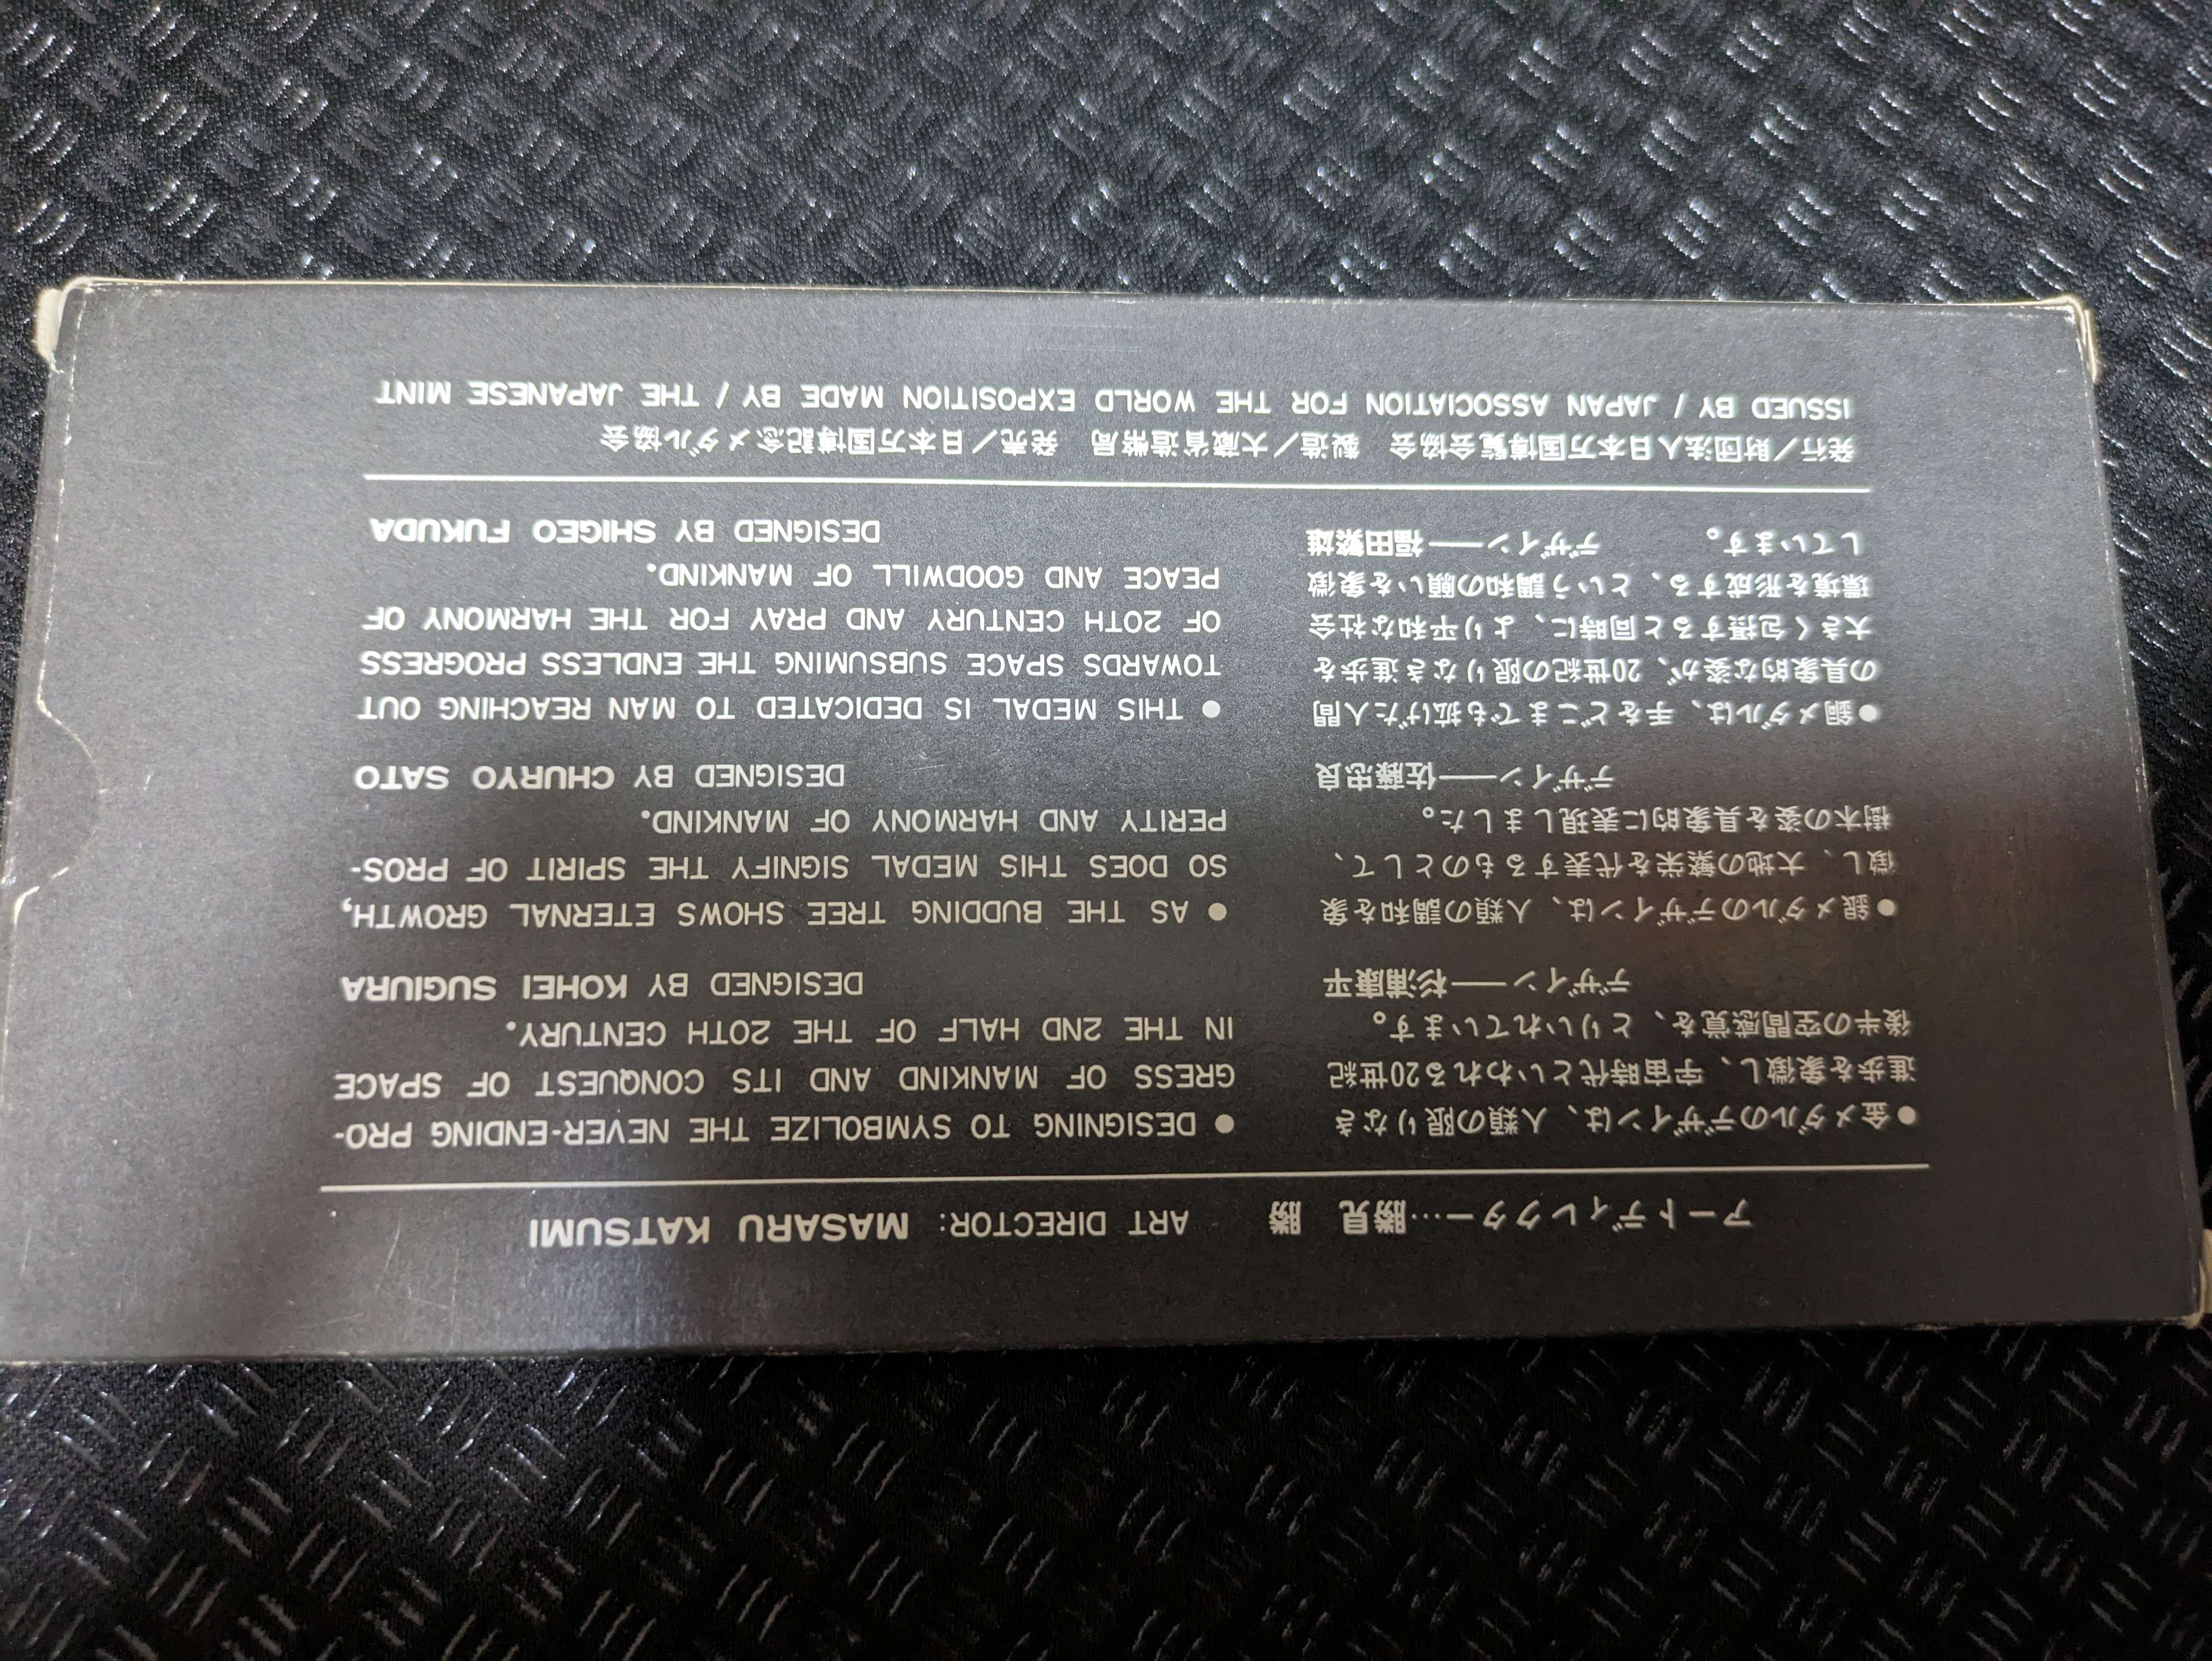 アートディレクター…勝見 勝 ART DIRECTOR: MASARU KATSUMI
●金メダルのデザインは、人類の限りなき
進歩を象徴し、宇宙時代といわれる20世紀
後半の空間感覚を、とりいれています。
デザイン——杉浦康平
● DESIGNING TO SYMBOLIZE THE NEVER-ENDING PRO-
GRESS OF MANKIND AND ITS CONQUEST OF SPACE
IN THE 2ND HALF OF THE 20TH CENTURY.
DESIGNED BY KOHEI SUGIURA
●銀メダルのデザインは、人類の調和を象
徴し、大地の繁栄を代表するものとして、
樹木の姿を具象的に表現しました。
デザイン——佐藤忠良
● AS THE BUDDING TREE SHOWS ETERNAL GROWTH,
SO DOES THIS MEDAL SIGNIFY THE SPIRIT OF PROS-
PERITY AND HARMONY OF MANKIND.
DESIGNED BY CHURYO SATO
●銅メダルは、手をどこまでも拡げた人間
の具象的な姿が、20世紀の限りなき進歩を
大きく包摂すると同時に、より平和な社会
環境を形成する、という調和の願いを象徴
しています。 デザイン——福田繁雄
● THIS MEDAL IS DEDICATED TO MAN REACHING OUT
TOWARDS SPACE SUBSUMING THE ENDLESS PROGRESS
OF 20TH CENTURY AND PRAY FOR THE HARMONY OF
PEACE AND GOODWILL OF MANKIND.
DESIGNED BY SHIGEO FUKUDA
発行／財団法人日本万国博覧会協会 製造／大蔵省造幣局 発売／日本万国博記念メダル協会
ISSUED BY / JAPAN ASSOCIATION FOR THE WORLD EXPOSITION MADE BY / THE JAPANESE MINT